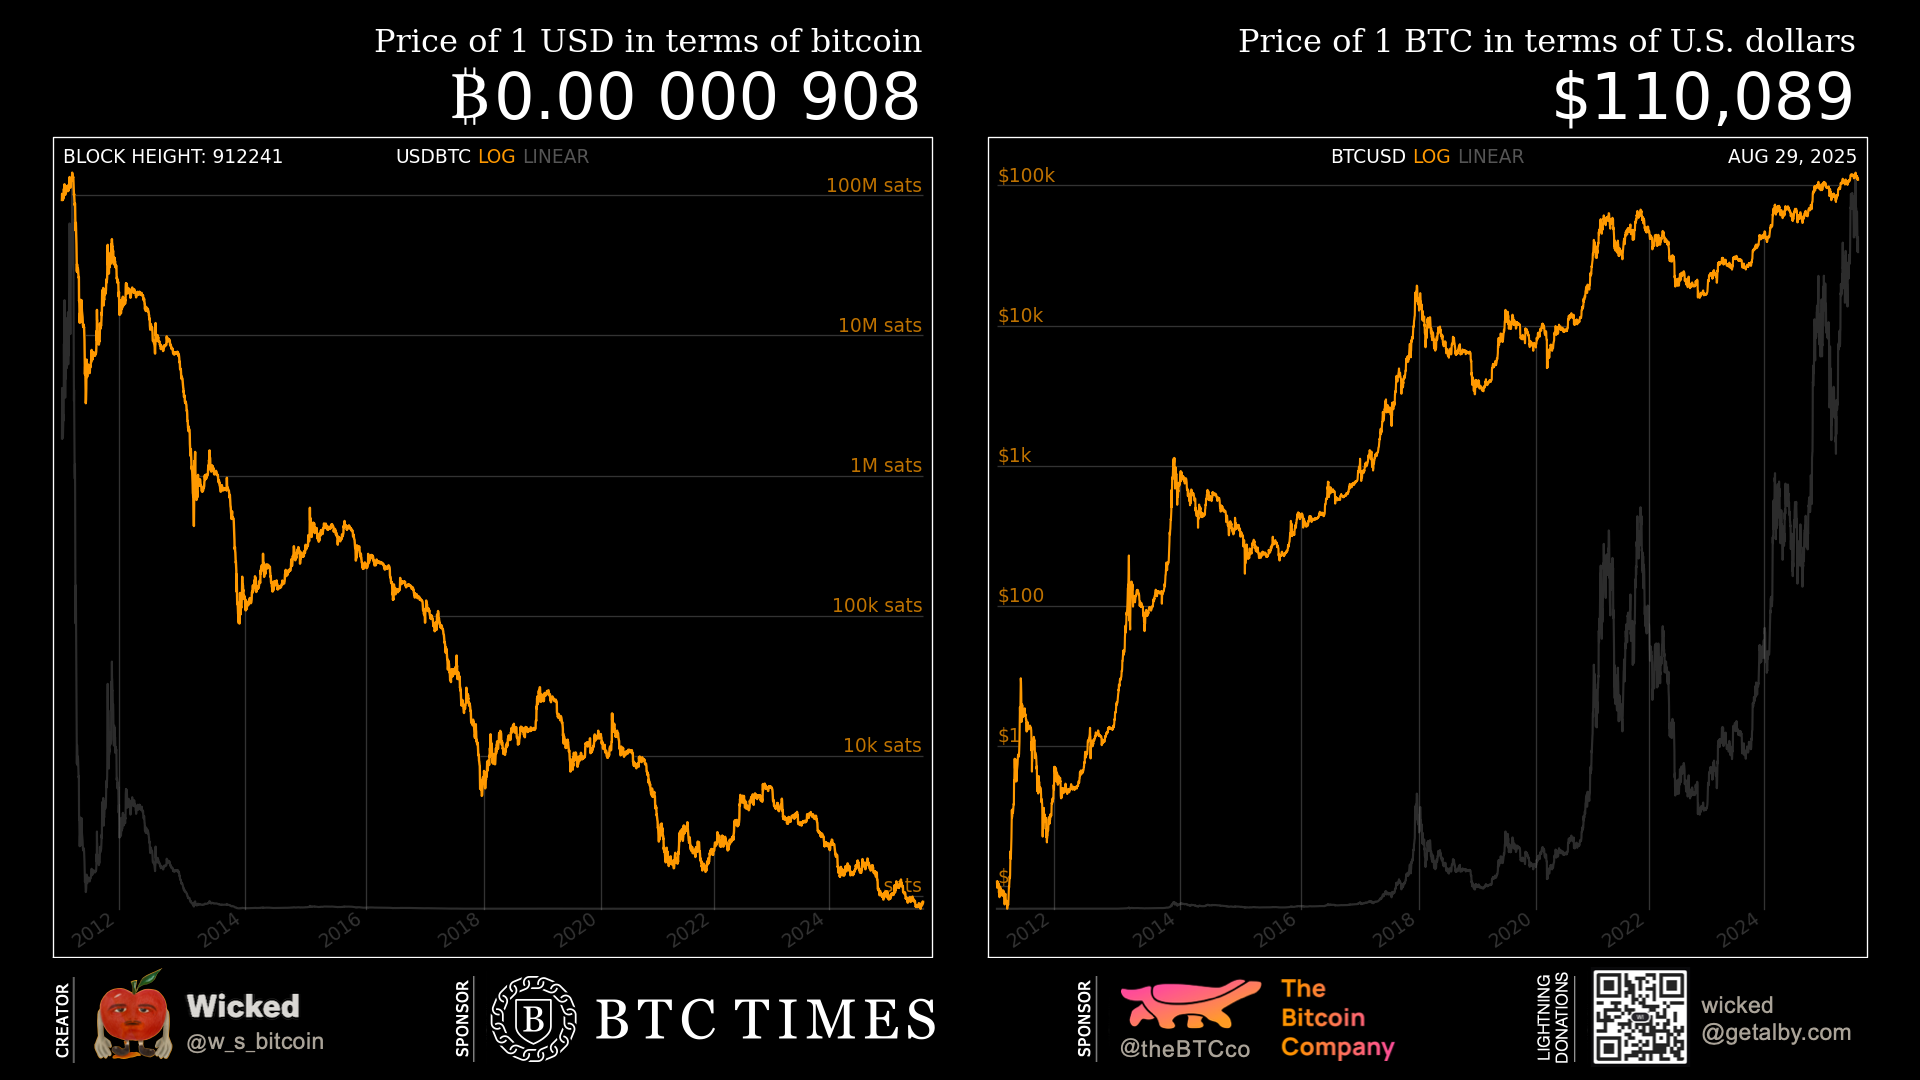 Price of 1 USD in terms of bitcoin
₿0.00 000 908
BLOCK HEIGHT: 912241
USDBTC LOG LINEAR
100M sats
10M sats
1M sats
100k sats
10k sats
sats
2012
2014
2016
2018
2020
2022
2024
Price of 1 BTC in terms of U.S. dollars
$110,089
BTCUSD LOG LINEAR
AUG 29, 2025
$100k
$10k
$1k
$100
$1
$
2012
2014
2016
2018
2020
2022
2024
CREATOR
Wicked
@w_s_bitcoin
SPONSOR
B
BTC TIMES
SPONSOR
@theBTCco
The
Bitcoin
Company
LIGHTNING
DONATIONS
wicked
@getalby.com